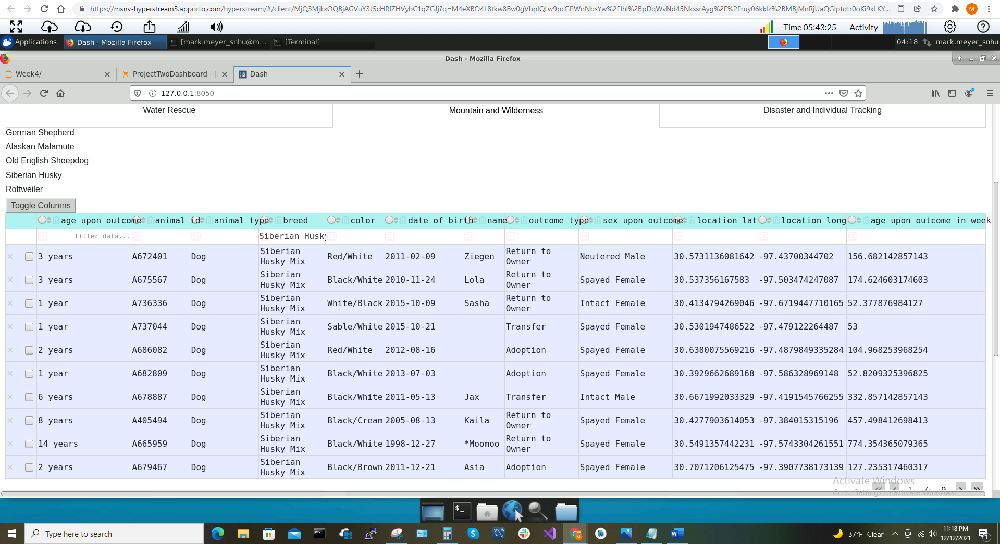 https://msnv-hyperstream3.apporto.com/hyperstream/#/client/
Time 05:43:25 Activity
Applications Dash - Mozilla Firefox [mark.meyer_snhu@m... [Terminal] 04:18 mark.meyer_snhu
Dash - Mozilla Firefox
Week4/ ProjectTwoDashboard - Dash
127.0.0.1:8050
Water Rescue Mountain and Wilderness Disaster and Individual Tracking
German Shepherd
Alaskan Malamute
Old English Sheepdog
Siberian Husky
Rottweiler
Toggle Columns
age_upon_outcome animal_id animal_type breed color date_of_birth name outcome_type sex_upon_outcome location_lat location_long age_upon_outcome_in_week
filter data... Siberian Husky
3 years A672401 Dog Siberian Husky Mix Red/White 2011-02-09 Ziegen Return to Owner Neutered Male 30.5731136081642 -97.43700344702 156.682142857143
3 years A675567 Dog Siberian Husky Mix Black/White 2010-11-24 Lola Return to Owner Spayed Female 30.537356167583 -97.503474247087 174.624603174603
1 year A736336 Dog Siberian Husky Mix White/Black 2015-10-09 Sasha Return to Owner Intact Female 30.4134794269046 -97.6719447710165 52.377876984127
1 year A737044 Dog Siberian Husky Mix Sable/White 2015-10-21 Transfer Spayed Female 30.5301947486522 -97.479122264487 53
2 years A686082 Dog Siberian Husky Mix Red/White 2012-08-16 Adoption Spayed Female 30.6380075569216 -97.4879849335284 104.968253968254
1 year A682809 Dog Siberian Husky Mix Black/White 2013-07-03 Adoption Spayed Female 30.3929662689168 -97.586328969148 52.8209325396825
6 years A678887 Dog Siberian Husky Mix Black/White 2011-05-13 Jax Transfer Intact Male 30.6671992033329 -97.4191545766255 332.857142857143
8 years A405494 Dog Siberian Husky Mix Black/Cream 2005-08-13 Kaila Return to Owner Spayed Female 30.4277903614053 -97.384015315196 457.498412698413
14 years A665959 Dog Siberian Husky Mix Black/White 1998-12-27 *Moomoo Return to Owner Spayed Female 30.5491357442231 -97.5743304261551 774.354365079365
2 years A679467 Dog Siberian Husky Mix Black/Brown 2011-12-21 Asia Adoption Spayed Female 30.7071206125475 -97.3907738173139 127.235317460317
Activate Windows
Go to Settings to activate Windows.
Type here to search 37°F Clear 11:18 PM
12/12/2021